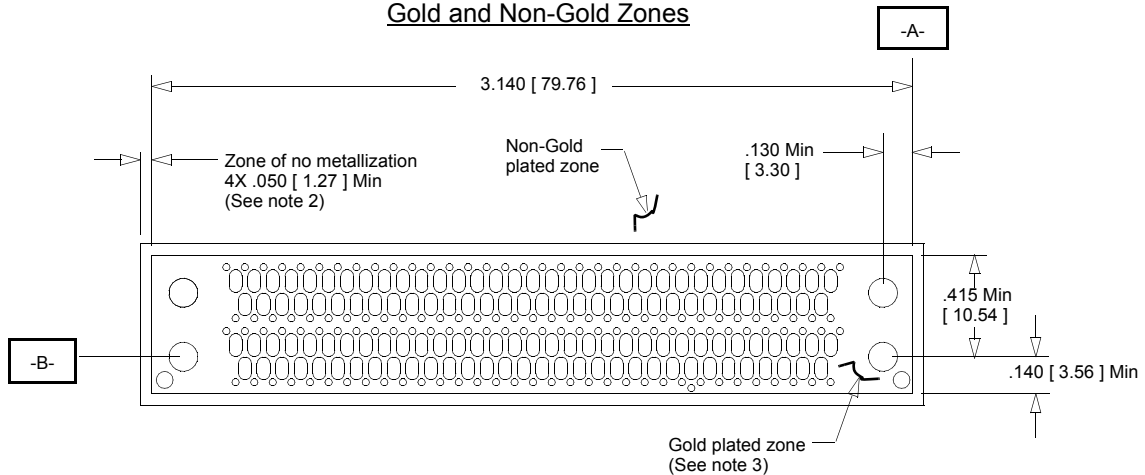 Gold and Non-Gold Zones
-A-
3.140 [ 79.76 ]
Zone of no metallization
4X .050 [ 1.27 ] Min
(See note 2)
Non-Gold
plated zone
.130 Min
[ 3.30 ]
.415 Min
[ 10.54 ]
-B-
.140 [ 3.56 ] Min
Gold plated zone
(See note 3)